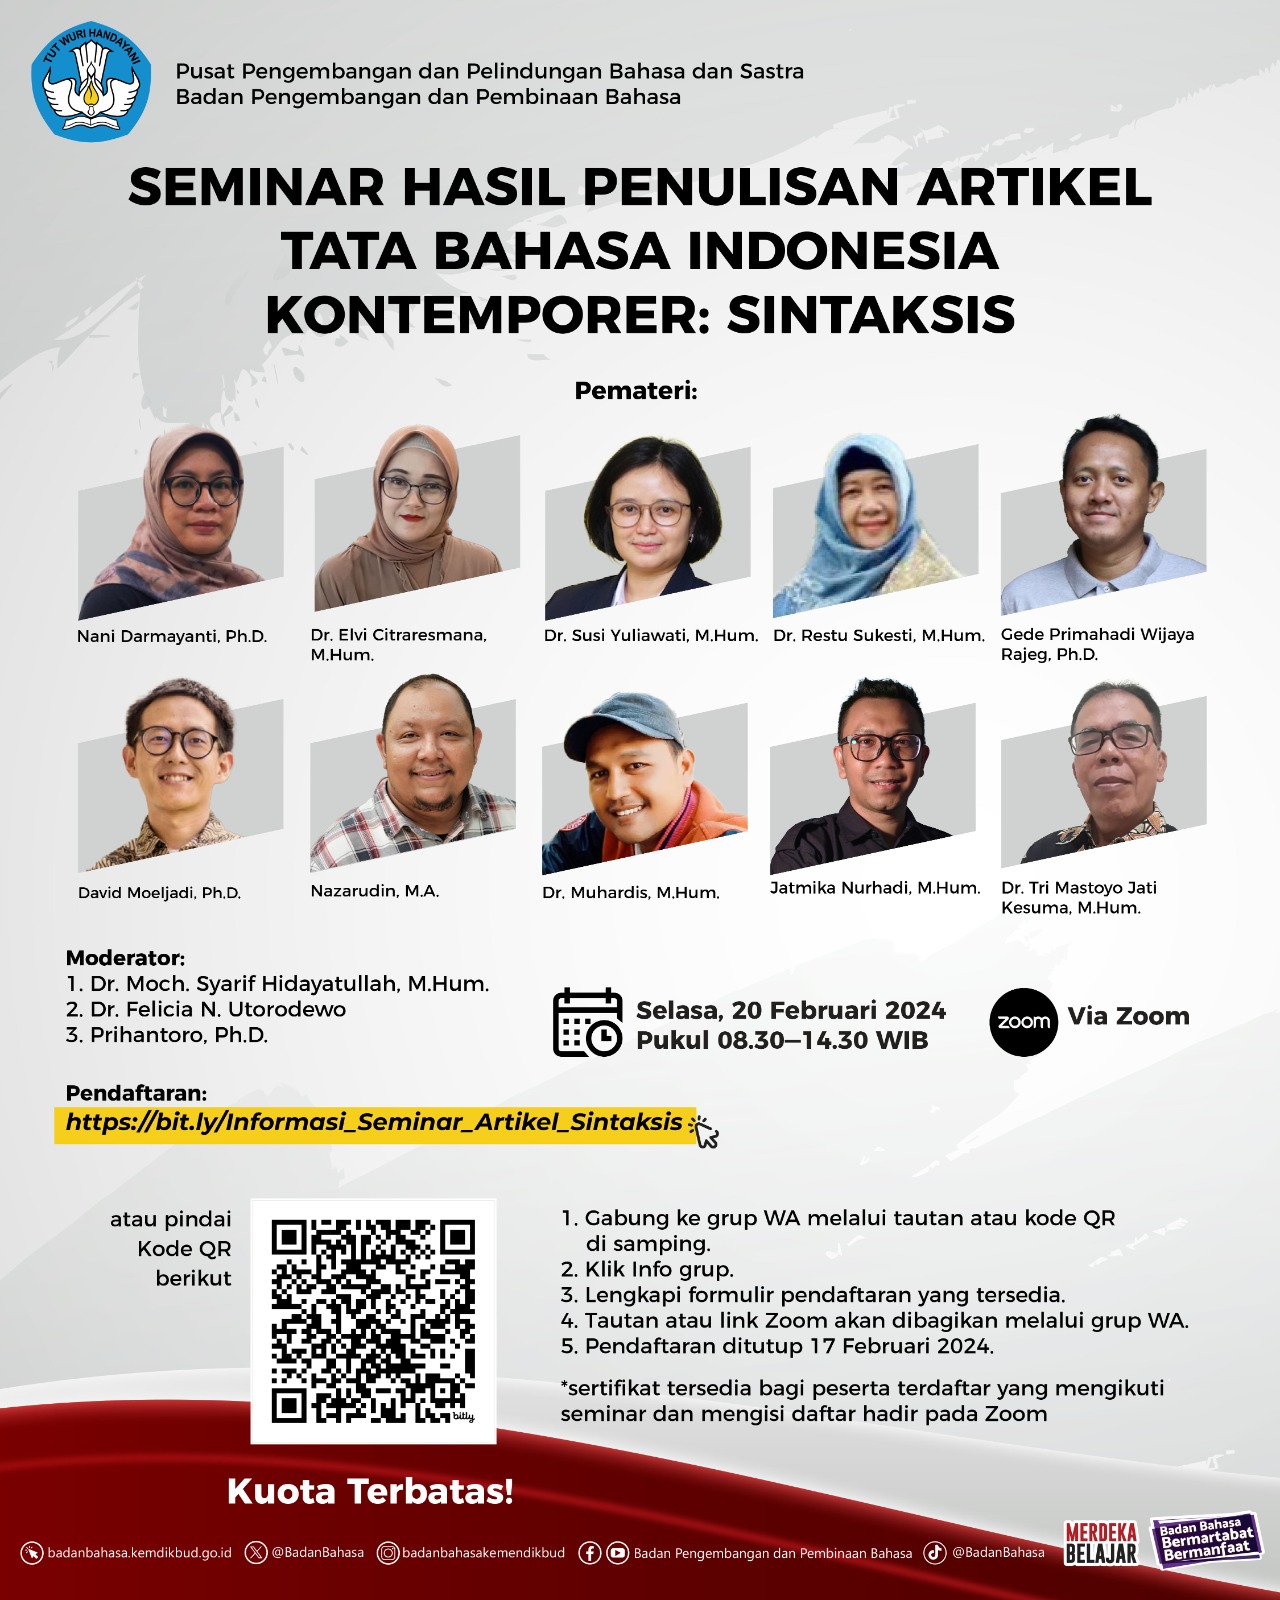 TUT WURI HANDAYANI
Pusat Pengembangan dan Pelindungan Bahasa dan Sastra
Badan Pengembangan dan Pembinaan Bahasa
SEMINAR HASIL PENULISAN ARTIKEL
TATA BAHASA INDONESIA
KONTEMPORER: SINTAKSIS
Pemateri:
Nani Darmayanti, Ph.D.
Dr. Elvi Citraresmana,
M.Hum.
Dr. Susi Yuliawati, M.Hum.
Dr. Restu Sukesti, M.Hum.
Gede Primahadi Wijaya
Rajeg, Ph.D.
David Moeljadi, Ph.D.
Nazarudin, M.A.
Dr. Muhardis, M.Hum.
Jatmika Nurhadi, M.Hum.
Dr. Tri Mastoyo Jati
Kesuma, M.Hum.
Moderator:
1. Dr. Moch. Syarif Hidayatullah, M.Hum.
2. Dr. Felicia N. Utorodewo
3. Prihantoro, Ph.D.
Selasa, 20 Februari 2024
Pukul 08.30—14.30 WIB
zoom
Via Zoom
Pendaftaran:
https://bit.ly/Informasi_Seminar_Artikel_Sintaksis
atau pindai
Kode QR
berikut
bitly
1. Gabung ke grup WA melalui tautan atau kode QR
di samping.
2. Klik Info grup.
3. Lengkapi formulir pendaftaran yang tersedia.
4. Tautan atau link Zoom akan dibagikan melalui grup WA.
5. Pendaftaran ditutup 17 Februari 2024.
*sertifikat tersedia bagi peserta terdaftar yang mengikuti
seminar dan mengisi daftar hadir pada Zoom
Kuota Terbatas!
badanbahasa.kemdikbud.go.id
@BadanBahasa
badanbahasakemendikbud
Badan Pengembangan dan Pembinaan Bahasa
@BadanBahasa
MERDEKA
BELAJAR
Badan Bahasa
Bermartabat
Bermanfaat